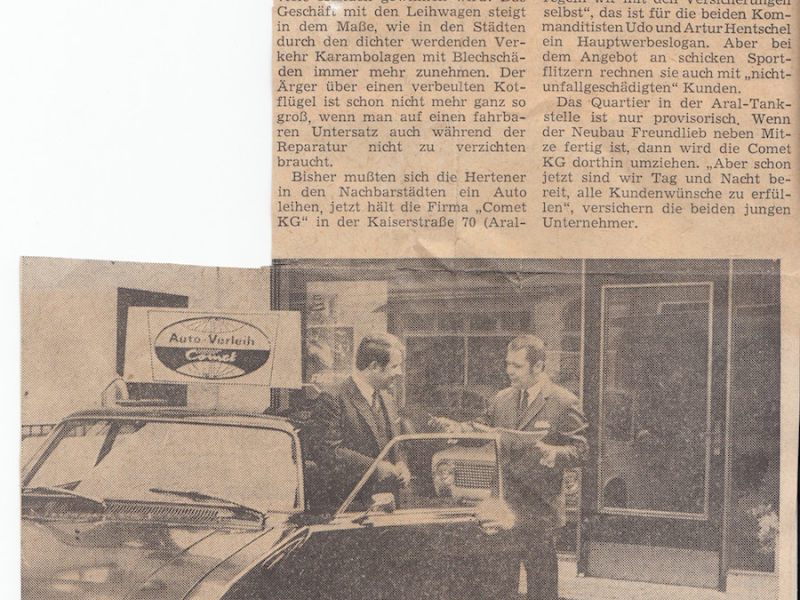 Geschäft mit den Leihwagen steigt
in dem Maße, wie in den Städten
durch den dichter werdenden Ver-
kehr Karambolagen mit Blechschä-
den immer mehr zunehmen. Der
Ärger über einen verbeulten Kot-
flügel ist schon nicht mehr ganz so
groß, wenn man auf einen fahrba-
ren Untersatz auch während der
Reparatur nicht zu verzichten
braucht.
Bisher mußten sich die Hertener
in den Nachbarstädten ein Auto
leihen, jetzt hält die Firma „Comet
KG“ in der Kaiserstraße 70 (Aral-
regeln wir mit den Versicherungen
selbst“, das ist für die beiden Kom-
manditisten Udo und Artur Hentschel
ein Hauptwerbeslogan. Aber bei
dem Angebot an schicken Sport-
flitzern rechnen sie auch mit „nicht-
unfallgeschädigten“ Kunden.
Das Quartier in der Aral-Tank-
stelle ist nur provisorisch. Wenn
der Neubau Freundlieb neben Mit-
ze fertig ist, dann wird die Comet
KG dorthin umziehen. „Aber schon
jetzt sind wir Tag und Nacht be-
reit, alle Kundenwünsche zu erfül-
len“, versichern die beiden jungen
Unternehmer.
Auto-Verleih
Comet